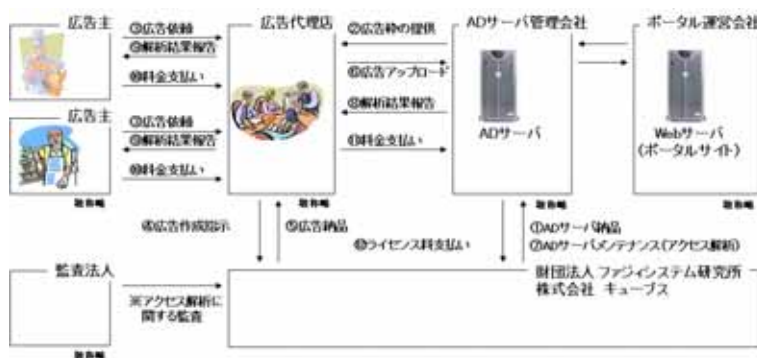 広告主
③広告依頼
⑨解析結果報告
⑩料金支払い
広告主
③広告依頼
⑨解析結果報告
⑩料金支払い
広告代理店
②広告枠の提供
⑥広告アップロード
⑧解析結果報告
⑪料金支払い
ADサーバ管理会社
ADサーバ
ポータル運営会社
Webサーバ
(ポータルサイト)
④広告作成指示
⑤広告納品
ライセンス料支払い
①ADサーバ納品
⑦ADサーバメンテナンス(アクセス解析)
監査法人
※アクセス解析に
関する監査
財団法人 ファジィシステム研究所
株式会社 キューブス